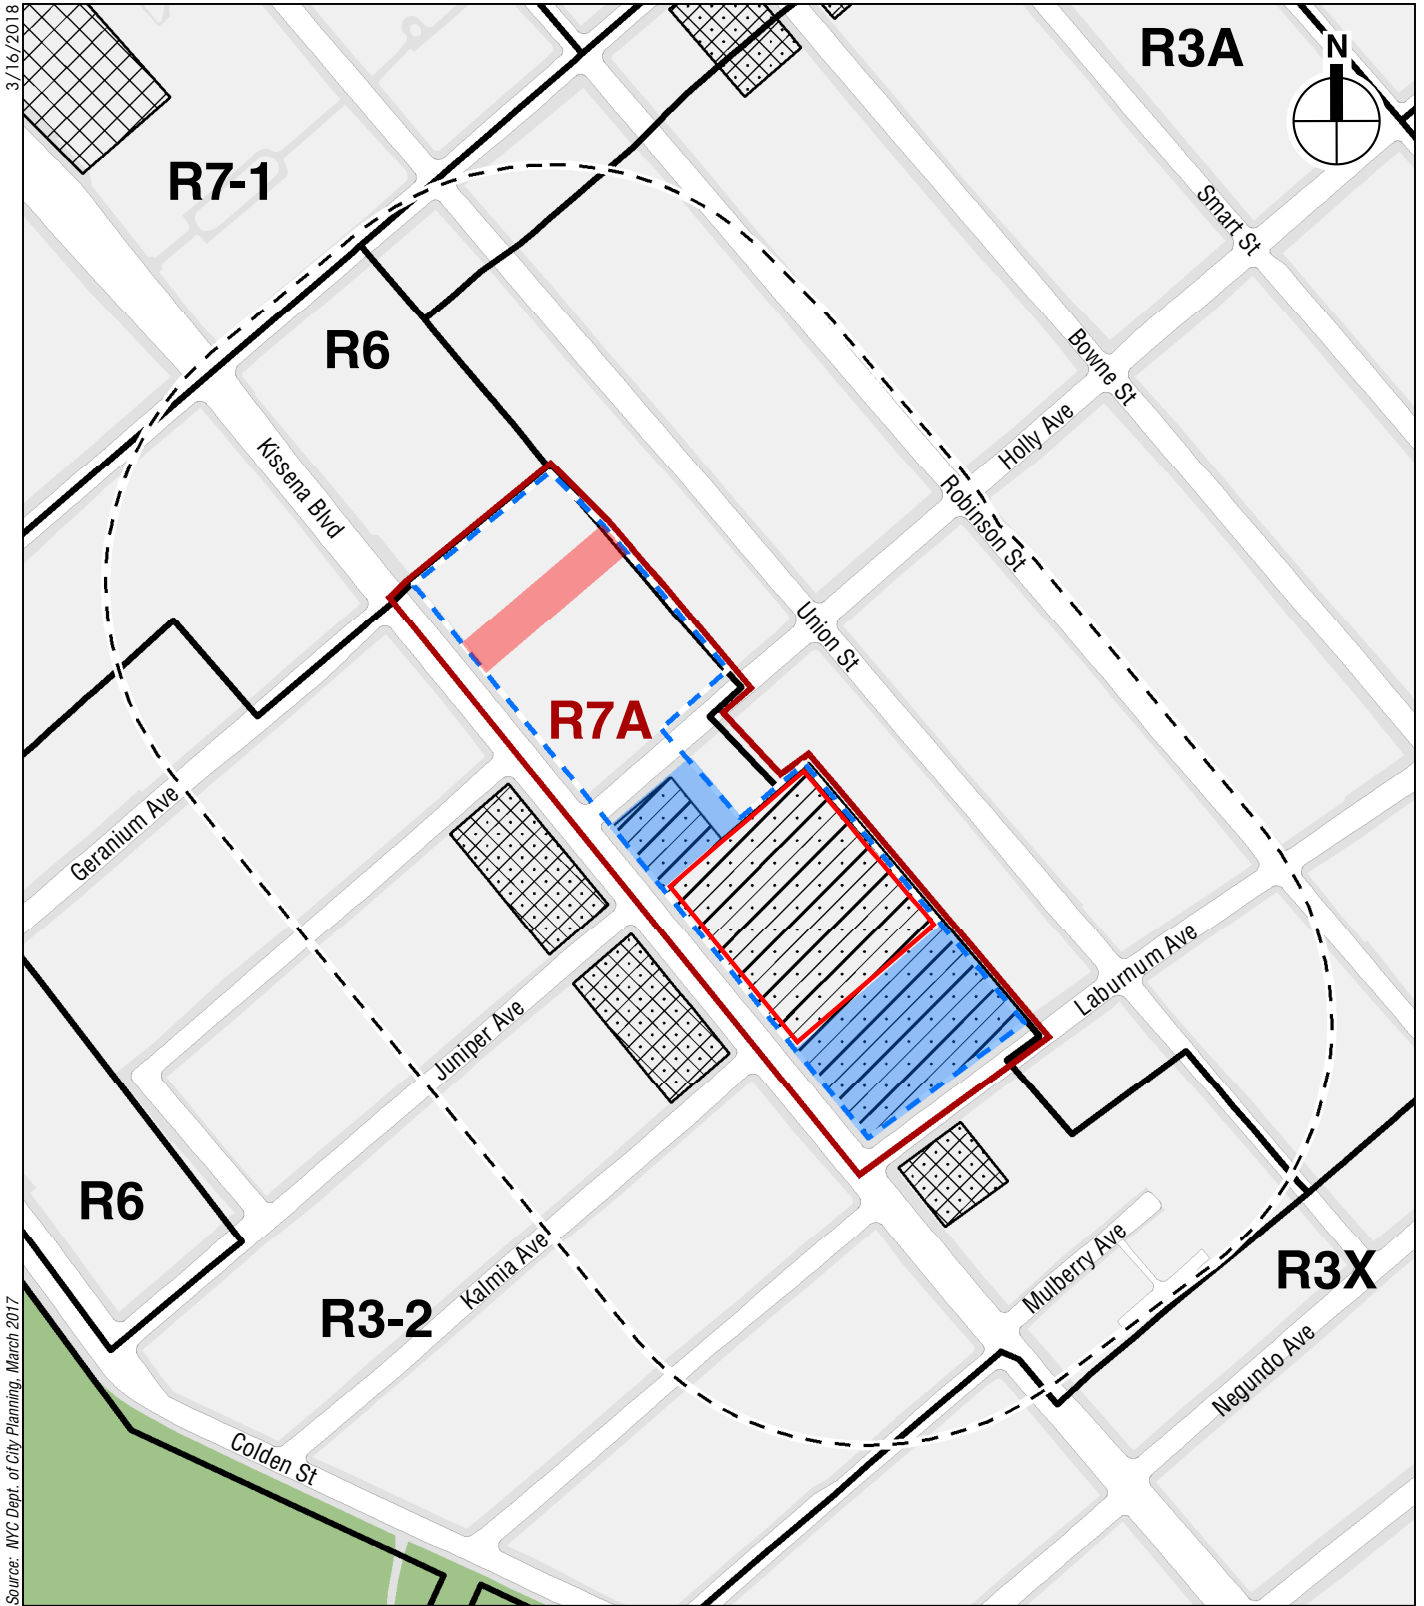 3/16/2018
R3A
N
R7-1
Smart St
R6
Bowne St
Holly Ave
Kissena Blvd
Robinson St
Union St
R7A
Geranium Ave
Laburnum Ave
Juniper Ave
R6
Kalmia Ave
Mulberry Ave
R3X
R3-2
Negundo Ave
Colden St
Source: NYC Dept. of City Planning, March 2017